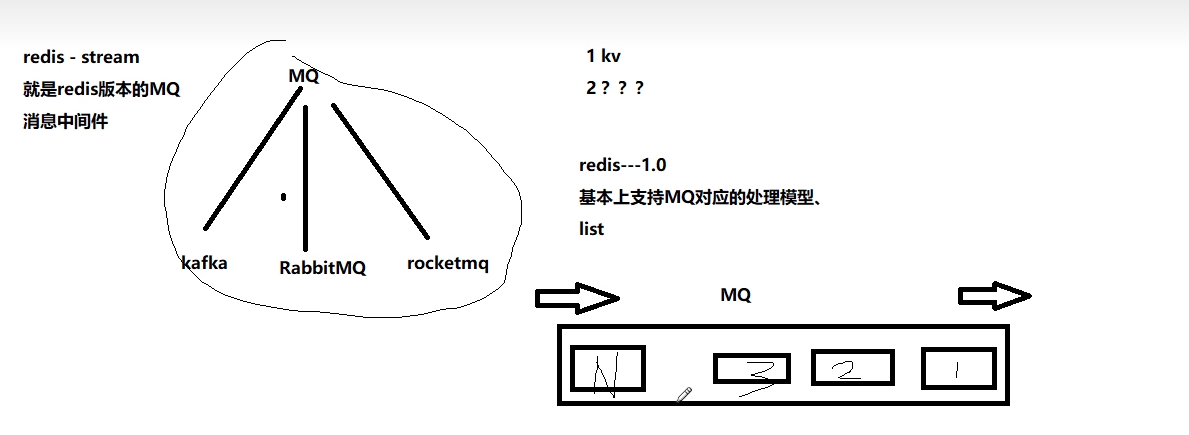 redis - stream
就是redis版本的MQ
消息中间件
MQ
kafka
RabbitMQ
rocketmq
1 kv
2？？？
redis---1.0
基本上支持MQ对应的处理模型、
list
MQ
N 3 2 1